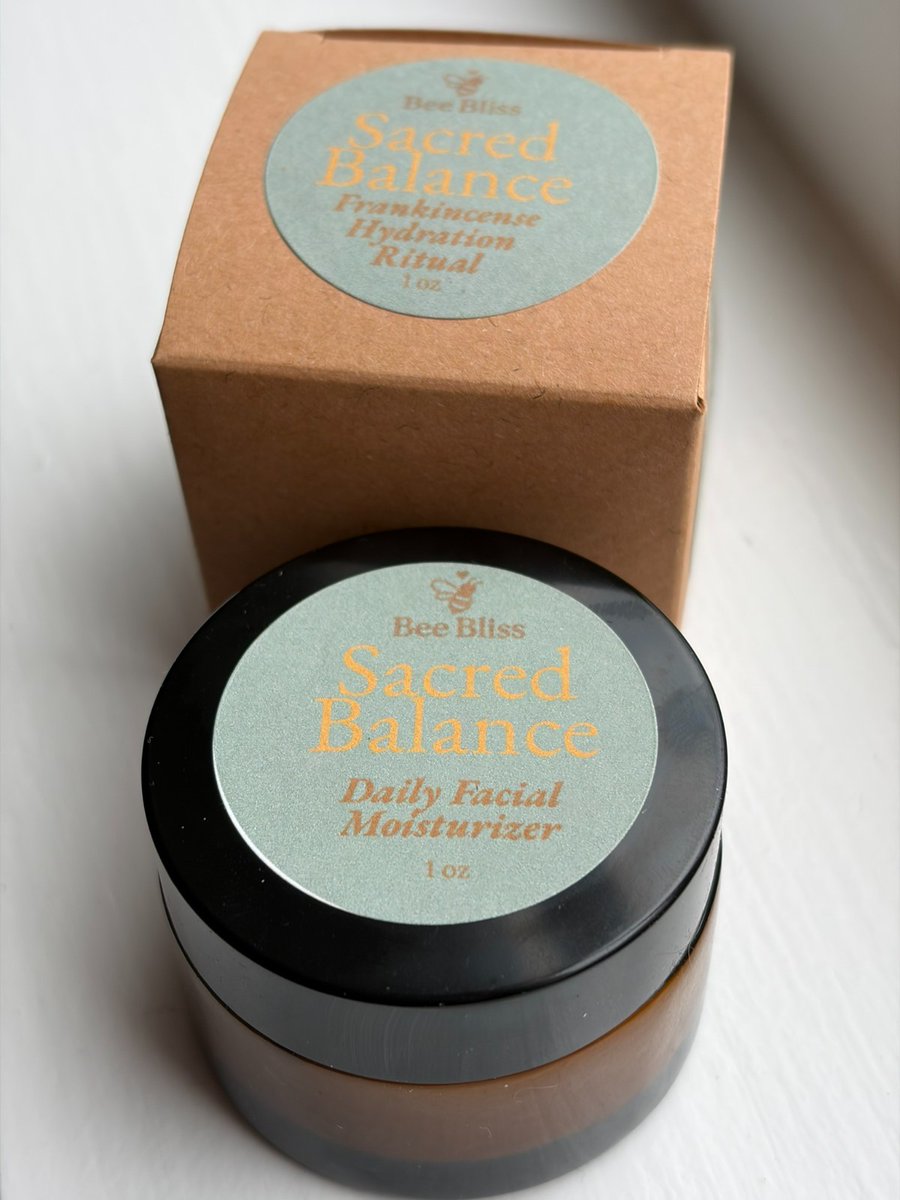 Bee Bliss
Sacred
Balance
Frankincense
Hydration
Ritual
1 oz
Bee Bliss
Sacred
Balance
Daily Facial
Moisturizer
1 oz